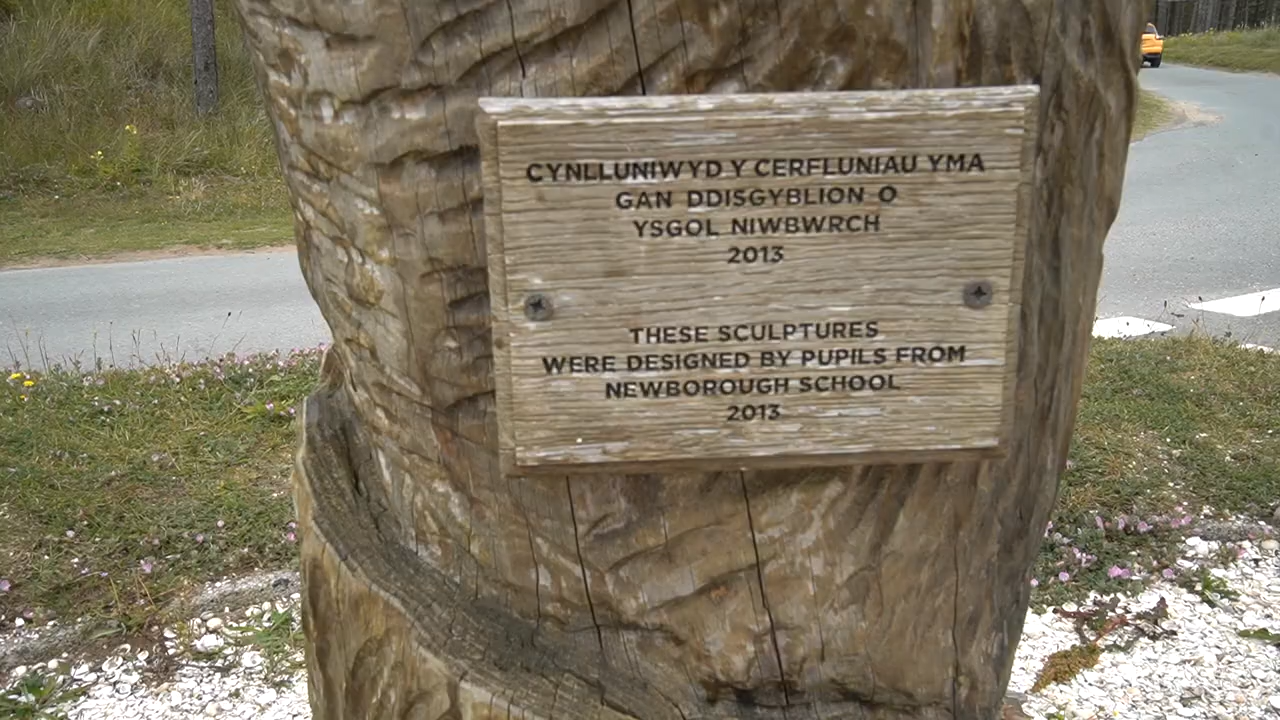 CYNLLUNIWYD Y CERFLUNIAU YMA
GAN DDISGYBLION O
YSGOL NIWBWRCH
2013
THESE SCULPTURES
WERE DESIGNED BY PUPILS FROM
NEWBOROUGH SCHOOL
2013